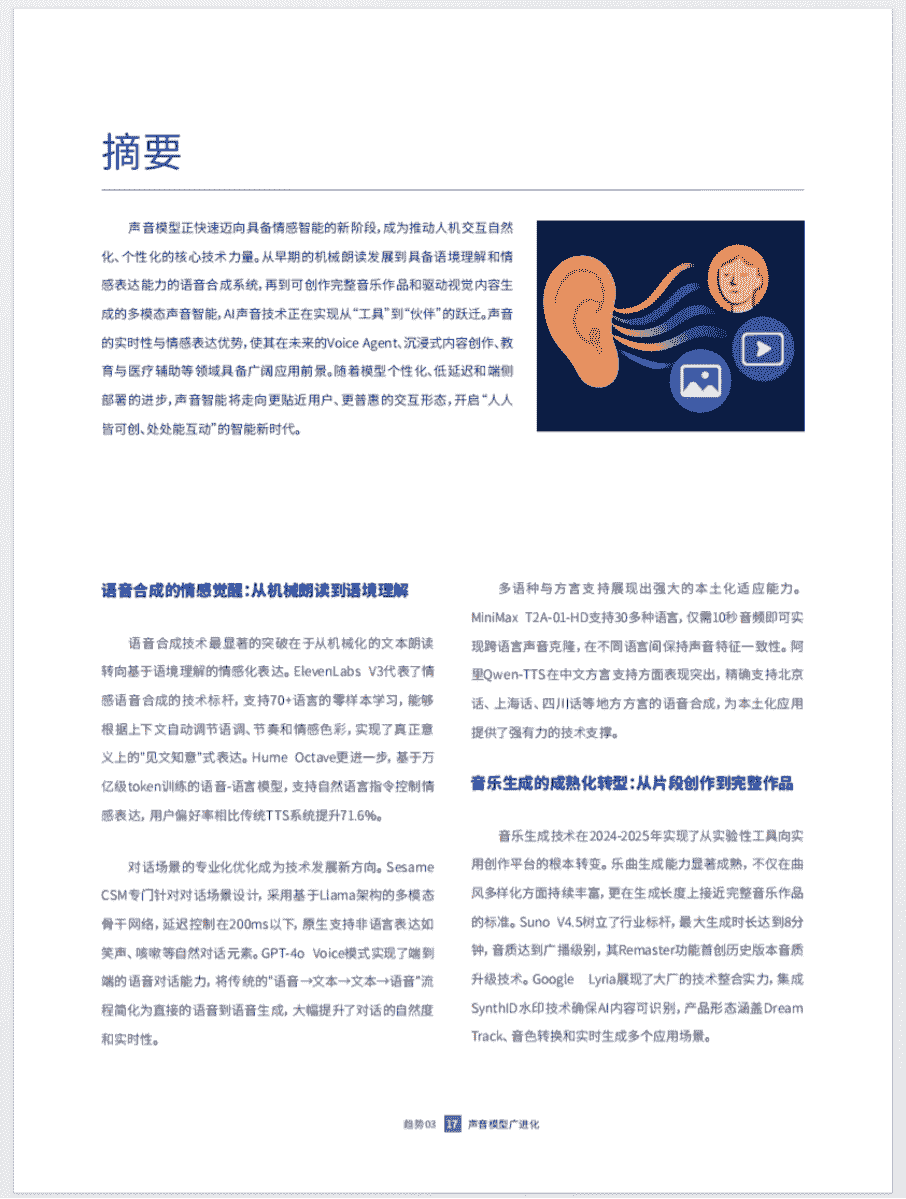 摘要
声音模型正快速迈向具备情感智能的新阶段，成为推动人机交互自然
化、个性化的核心技术力量。从早期的机械朗读发展到具备语境理解和情
感表达能力的语音合成系统，再到可创作完整音乐作品和驱动视觉内容生
成的多模态声音智能，AI声音技术正在实现从“工具”到“伙伴”的跃迁。声音
的实时性与情感表达优势，使其在未来的Voice Agent、沉浸式内容创作、教
育与医疗辅助等领域具备广阔应用前景。随着模型个性化、低延迟和端侧
部署的进步，声音智能将走向更贴近用户、更普惠的交互形态，开启“人人
皆可创、处处能互动”的智能新时代。
语音合成的情感觉醒：从机械朗读到语境理解
语音合成技术最显著的突破在于从机械化的文本朗读
转向基于语境理解的情感化表达。ElevenLabs V3代表了情
感语音合成的技术标杆，支持70+语言的零样本学习，能够
根据上下文自动调节语调、节奏和情感色彩，实现了真正意
义上的"见文知意"式表达。Hume Octave更进一步，基于万
亿级token训练的语音-语言模型，支持自然语言指令控制情
感表达，用户偏好率相比传统TTS系统提升71.6%。
对话场景的专业化优化成为技术发展新方向。Sesame
CSM专门针对对话场景设计，采用基于Llama架构的多模态
骨干网络，延迟控制在200ms以下，原生支持非语言表达如
笑声、咳嗽等自然对话元素。GPT-4o Voice模式实现了端到
端的语音对话能力，将传统的"语音→文本→文本→语音"流
程简化为直接的语音到语音生成，大幅提升了对话的自然度
和实时性。
多语种与方言支持展现出强大的本土化适应能力。
MiniMax T2A-01-HD支持30多种语言，仅需10秒音频即可实
现跨语言声音克隆，在不同语言间保持声音特征一致性。阿
里Qwen-TTS在中文方言支持方面表现突出，精确支持北京
话、上海话、四川话等地方方言的语音合成，为本土化应用
提供了强有力的技术支撑。
音乐生成的成熟化转型：从片段创作到完整作品
音乐生成技术在2024-2025年实现了从实验性工具向实
用创作平台的根本转变。乐曲生成能力显著成熟，不仅在曲
风多样化方面持续丰富，更在生成长度上接近完整音乐作品
的标准。Suno V4.5树立了行业标杆，最大生成时长达到8分
钟，音质达到广播级别，其Remaster功能首创历史版本音质
升级技术。Google Lyria展现了大厂的技术整合实力，集成
SynthID水印技术确保AI内容可识别，产品形态涵盖Dream
Track、音色转换和实时生成多个应用场景。
趋势03 17 声音模型广进化